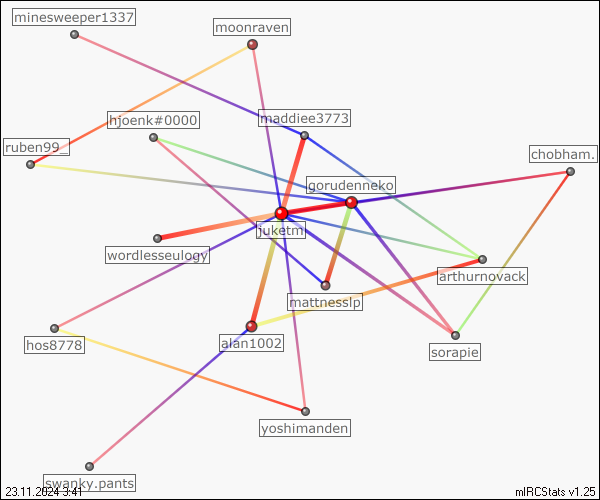 minesweeper1337
moonraven
hjoenk#0000
maddiee3773
ruben99_
chobham.
gorudenneko
juketm
wordlesseulogy
arthurnovack
mattnesslp
hos8778
alan1002
sorapie
yoshimanden
swanky.pants
23.11.2024 3:41
mIRCStats v1.25